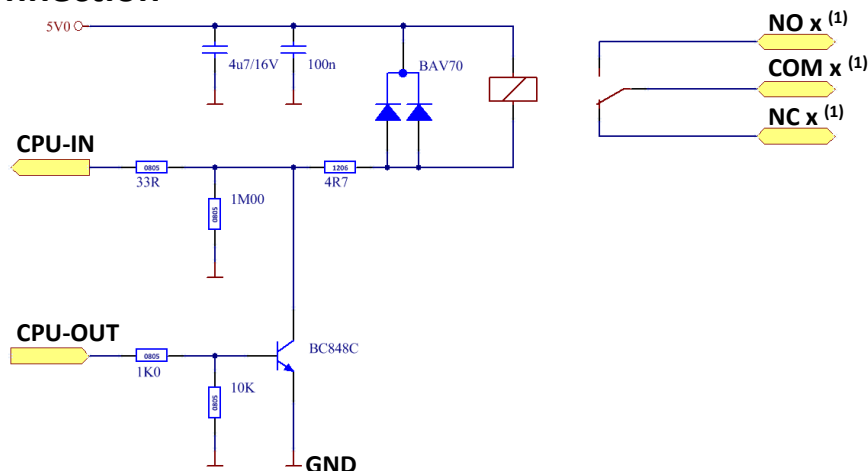 5V0
4u7/16V
100n
BAV70
NO x (1)
COM x (1)
NC x (1)
CPU-IN
0805
33R
1206
4R7
1M00
0805
CPU-OUT
0805
1K0
BC848C
10K
0805
GND